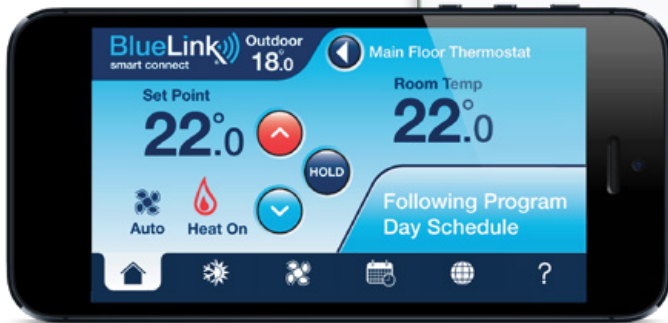 BlueLink
smart connect
Outdoor
18°.0
Main Floor Thermostat
Set Point
22°.0
Room Temp
22°.0
HOLD
Auto
Heat On
Following Program
Day Schedule
?